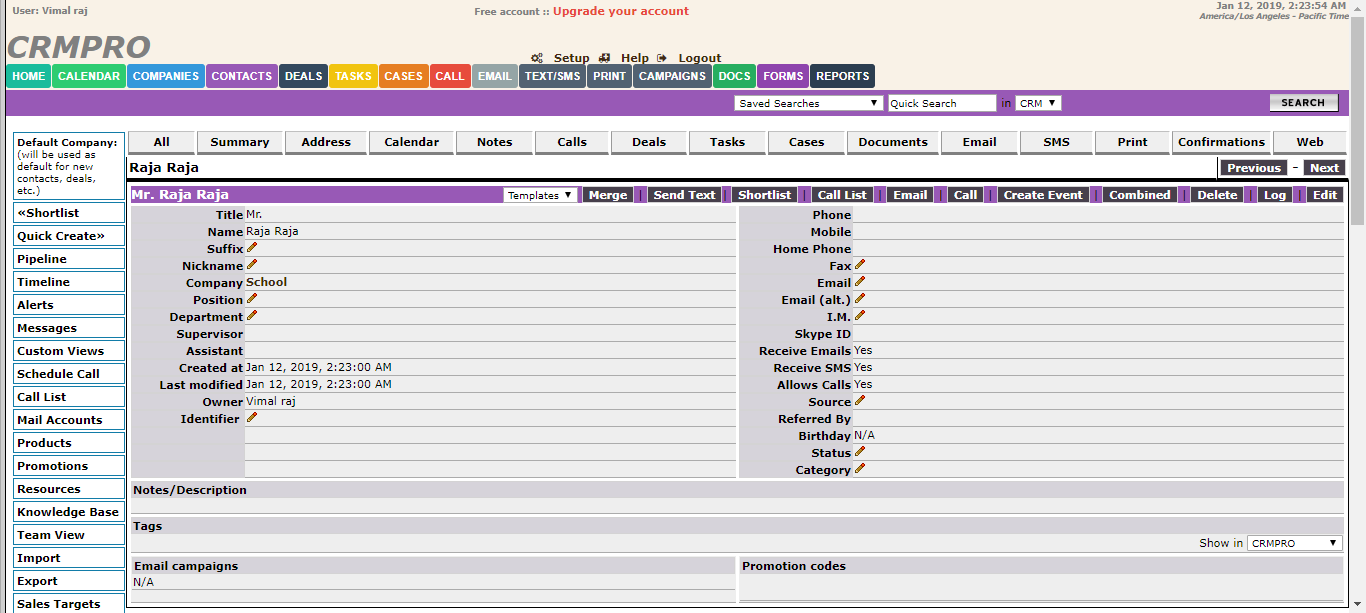 User: Vimal raj
Free account :: Upgrade your account
Jan 12, 2019, 2:23:54 AM
America/Los Angeles - Pacific Time
CRMPRO
Setup Help Logout
HOME CALENDAR COMPANIES CONTACTS DEALS TASKS CASES CALL EMAIL TEXT/SMS PRINT CAMPAIGNS DOCS FORMS REPORTS
Saved Searches Quick Search in CRM SEARCH
Default Company:
(will be used as
default for new
contacts, deals,
etc.)
«Shortlist
Quick Create»
Pipeline
Timeline
Alerts
Messages
Custom Views
Schedule Call
Call List
Mail Accounts
Products
Promotions
Resources
Knowledge Base
Team View
Import
Export
Sales Targets
All Summary Address Calendar Notes Calls Deals Tasks Cases Documents Email SMS Print Confirmations Web
Raja Raja
Previous - Next
Mr. Raja Raja
Templates Merge | Send Text | Shortlist | Call List | Email | Call | Create Event | Combined | Delete | Log | Edit
Title Mr.
Name Raja Raja
Suffix
Nickname
Company School
Position
Department
Supervisor
Assistant
Created at Jan 12, 2019, 2:23:00 AM
Last modified Jan 12, 2019, 2:23:00 AM
Owner Vimal raj
Identifier
Phone
Mobile
Home Phone
Fax
Email
Email (alt.)
I.M.
Skype ID
Receive Emails Yes
Receive SMS Yes
Allows Calls Yes
Source
Referred By
Birthday N/A
Status
Category
Notes/Description
Tags
Show in CRMPRO
Email campaigns
N/A
Promotion codes